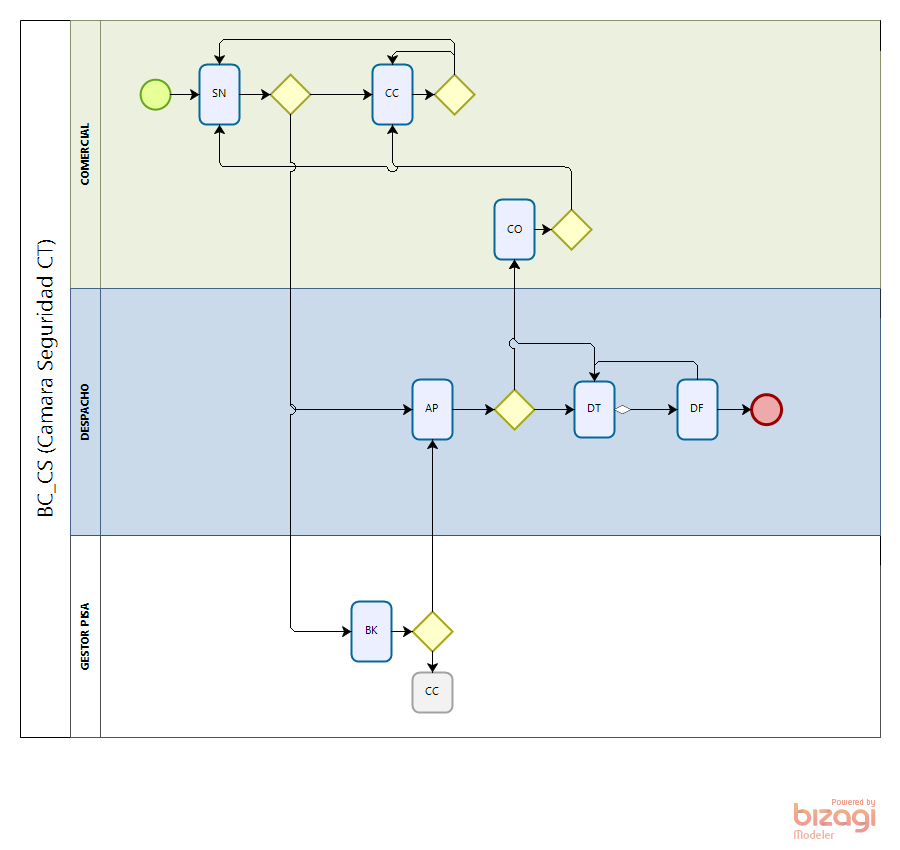 BC_CS (Camara Seguridad CT)
COMERCIAL
SN
CC
CO
DESPACHO
AP
DT
DF
GESTOR PISA
BK
CC
Powered by
bizagi
Modeler